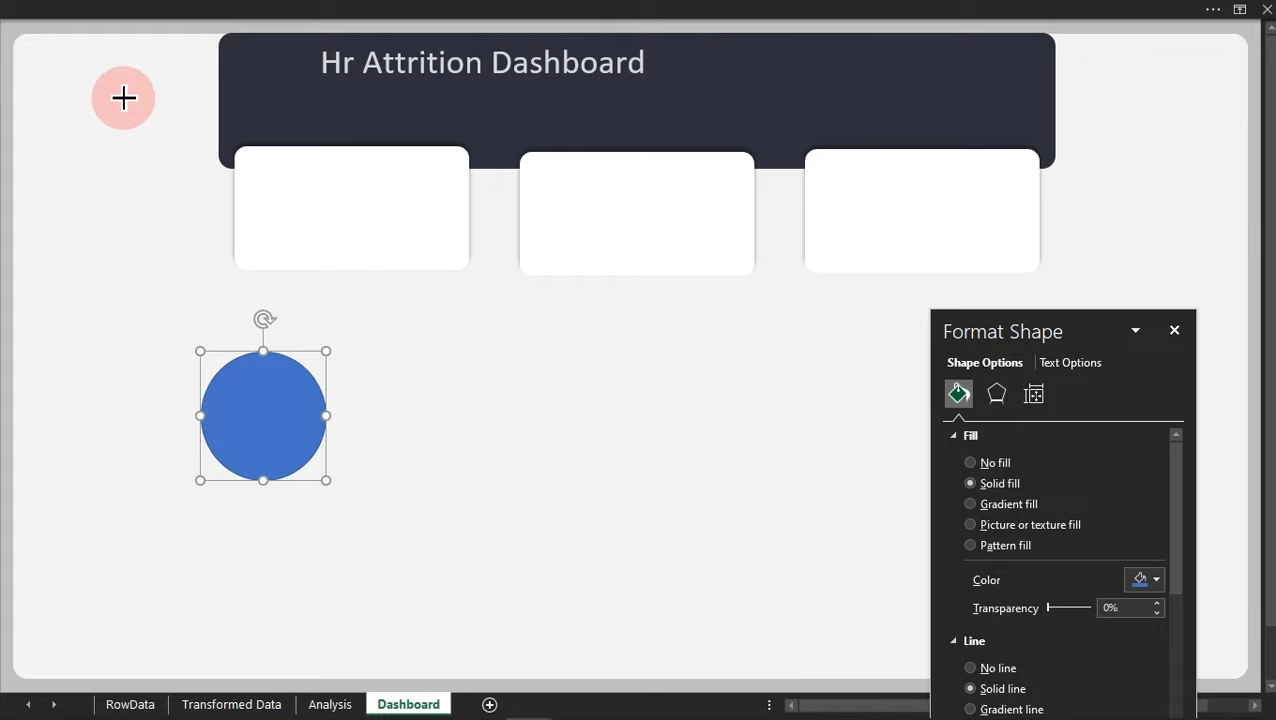 Hr Attrition Dashboard
Format Shape
Shape Options Text Options
Fill
No fill
Solid fill
Gradient fill
Picture or texture fill
Pattern fill
Color
Transparency 0%
Line
No line
Solid line
Gradient line
RowData Transformed Data Analysis Dashboard